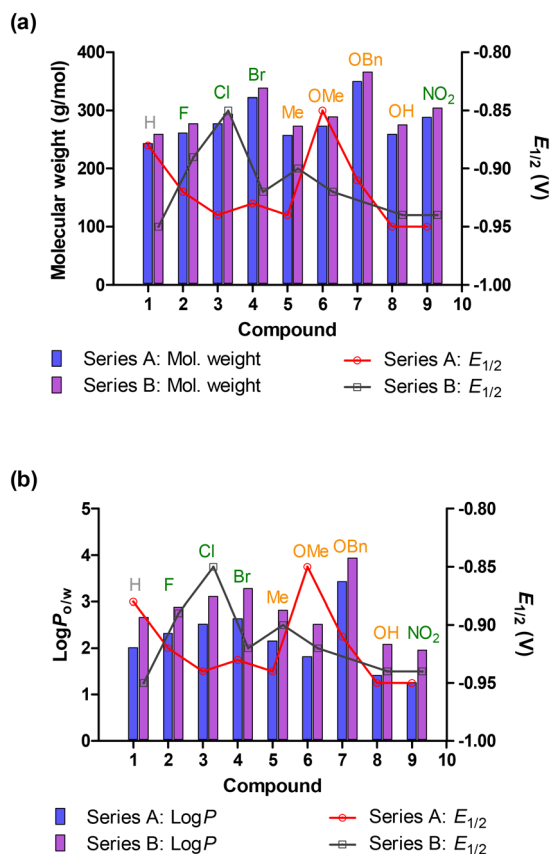 (a)
400
300
200
100
0
Molecular weight (g/mol)
H
F
Cl
Br
Me
OMe
OBn
OH
NO₂
-0.80
-0.85
-0.90
-0.95
-1.00
E₁/₂ (V)
1 2 3 4 5 6 7 8 9 10
Compound
Series A: Mol. weight
Series A: E₁/₂
Series B: Mol. weight
Series B: E₁/₂
(b)
5
4
3
2
1
0
LogPₒ/w
H
F
Cl
Br
Me
OMe
OBn
OH
NO₂
-0.80
-0.85
-0.90
-0.95
-1.00
E₁/₂ (V)
1 2 3 4 5 6 7 8 9 10
Compound
Series A: LogP
Series A: E₁/₂
Series B: LogP
Series B: E₁/₂